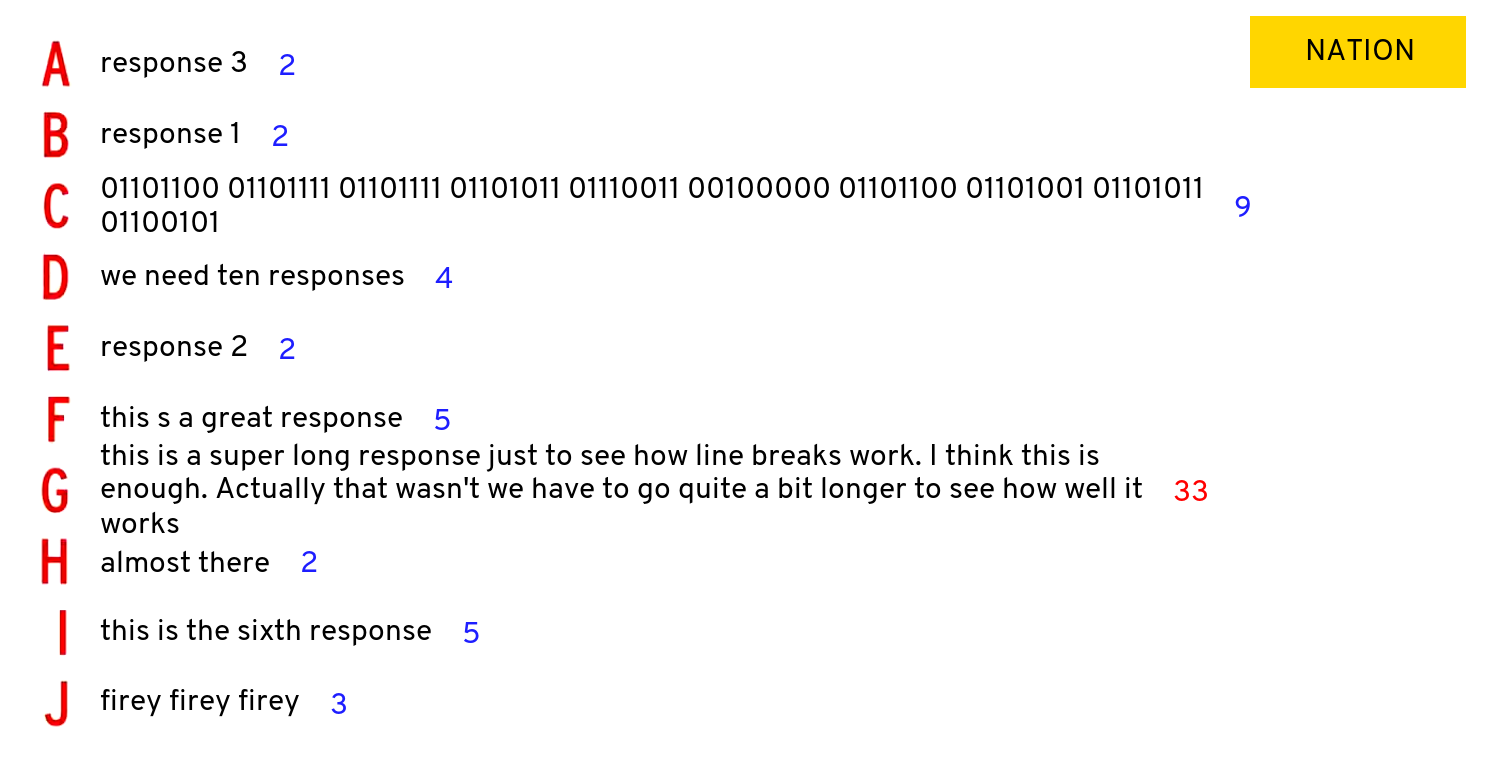 NATION
A response 3 2
B response 1 2
C 01101100 01101111 01101111 01101011 01110011 00100000 01101100 01101001 01101011 9
01100101
D we need ten responses 4
E response 2 2
F this s a great response 5
this is a super long response just to see how line breaks work. I think this is
G enough. Actually that wasn't we have to go quite a bit longer to see how well it 33
works
H almost there 2
I this is the sixth response 5
J firey firey firey 3